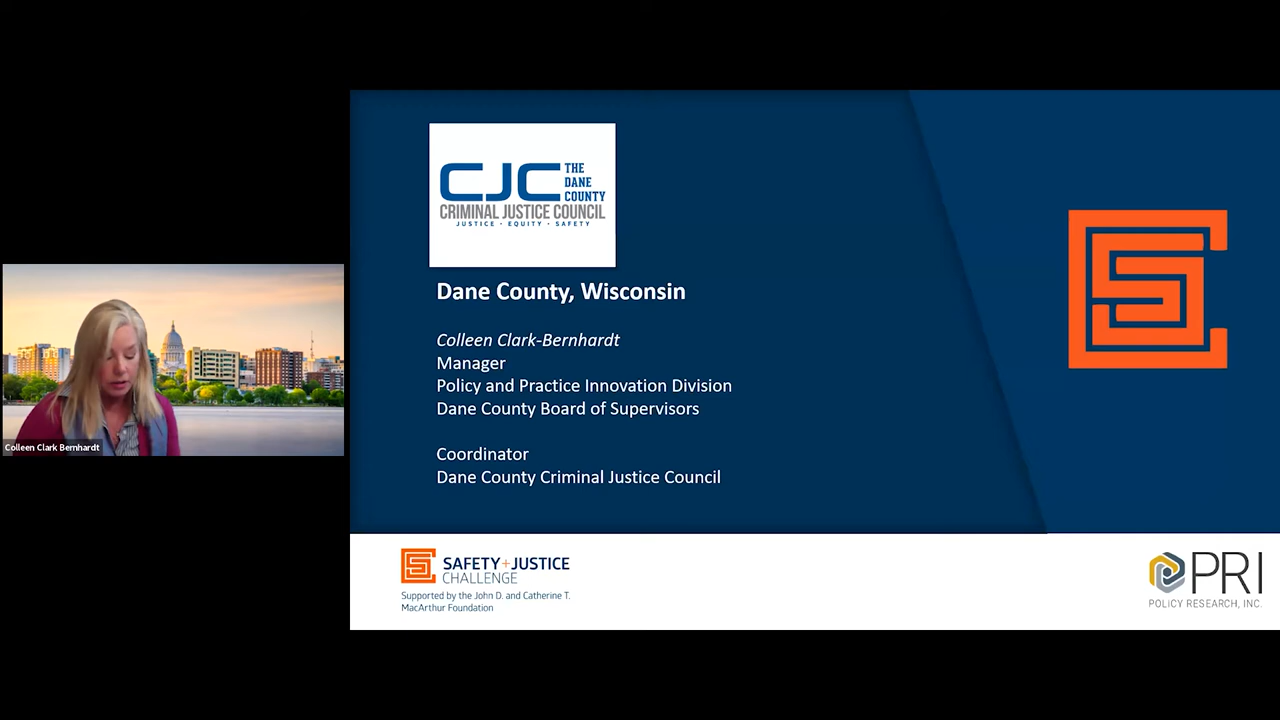 CJC THE DANE COUNTY
CRIMINAL JUSTICE COUNCIL
JUSTICE • EQUITY • SAFETY
Dane County, Wisconsin
Colleen Clark-Bernhardt
Manager
Policy and Practice Innovation Division
Dane County Board of Supervisors
Coordinator
Dane County Criminal Justice Council
Colleen Clark Bernhardt
SAFETY+JUSTICE
CHALLENGE
Supported by the John D. and Catherine T.
MacArthur Foundation
PRI
POLICY RESEARCH, INC.